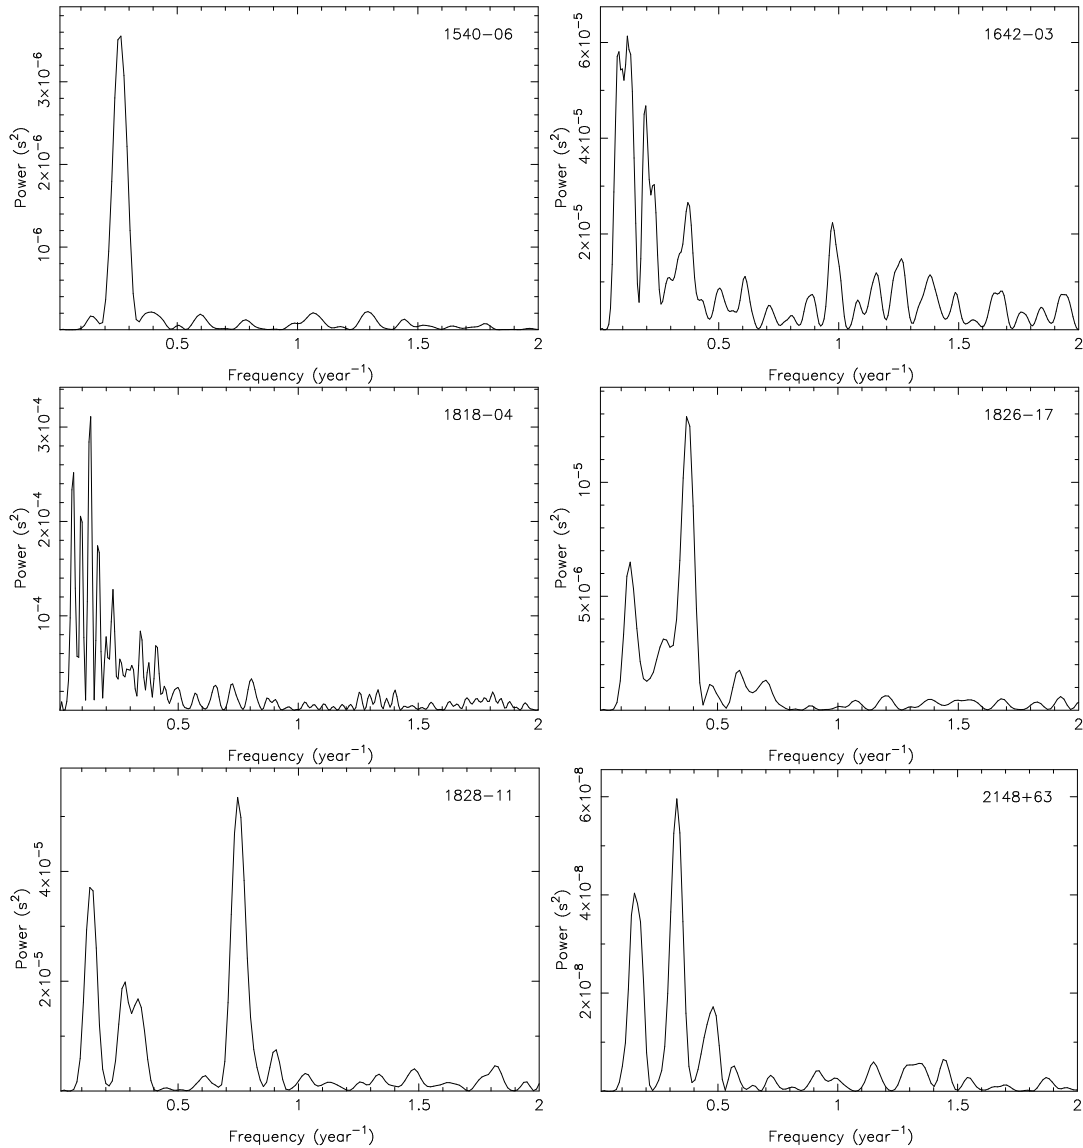 1540−06
Power (s²)
10⁻⁶
2×10⁻⁶
3×10⁻⁶
0.5 1 1.5 2
Frequency (year⁻¹)
1642−03
Power (s²)
2×10⁻⁵
4×10⁻⁵
6×10⁻⁵
0.5 1 1.5 2
Frequency (year⁻¹)
1818−04
Power (s²)
10⁻⁴
2×10⁻⁴
3×10⁻⁴
0.5 1 1.5 2
Frequency (year⁻¹)
1826−17
Power (s²)
5×10⁻⁶
10⁻⁵
0.5 1 1.5 2
Frequency (year⁻¹)
1828−11
Power (s²)
2×10⁻⁵
4×10⁻⁵
0.5 1 1.5 2
Frequency (year⁻¹)
2148+63
Power (s²)
2×10⁻⁸
4×10⁻⁸
6×10⁻⁸
0.5 1 1.5 2
Frequency (year⁻¹)